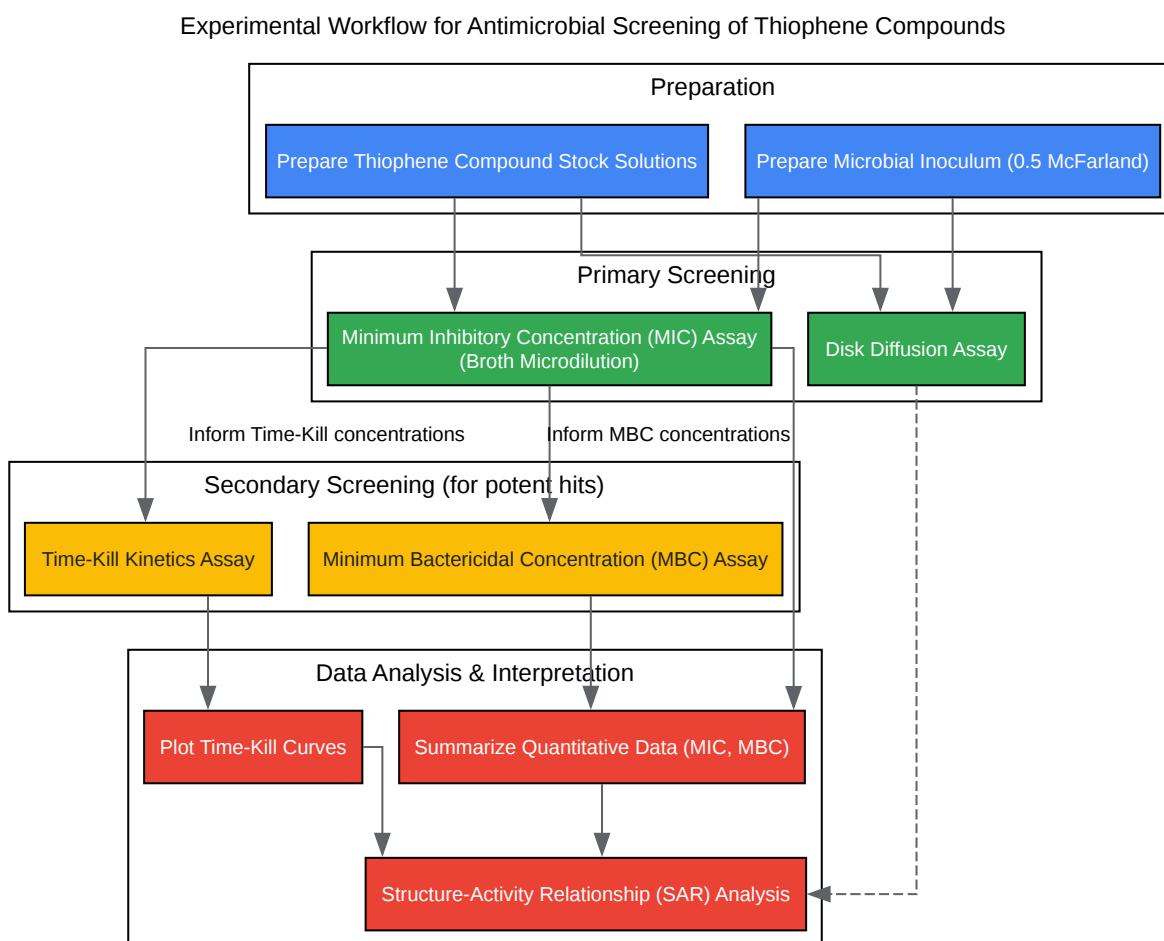 Experimental Workflow for Antimicrobial Screening of Thiophene Compounds
Preparation
Prepare Thiophene Compound Stock Solutions
Prepare Microbial Inoculum (0.5 McFarland)
Primary Screening
Minimum Inhibitory Concentration (MIC) Assay
(Broth Microdilution)
Disk Diffusion Assay
Inform Time-Kill concentrations
Inform MBC concentrations
Secondary Screening (for potent hits)
Time-Kill Kinetics Assay
Minimum Bactericidal Concentration (MBC) Assay
Data Analysis & Interpretation
Plot Time-Kill Curves
Summarize Quantitative Data (MIC, MBC)
Structure-Activity Relationship (SAR) Analysis